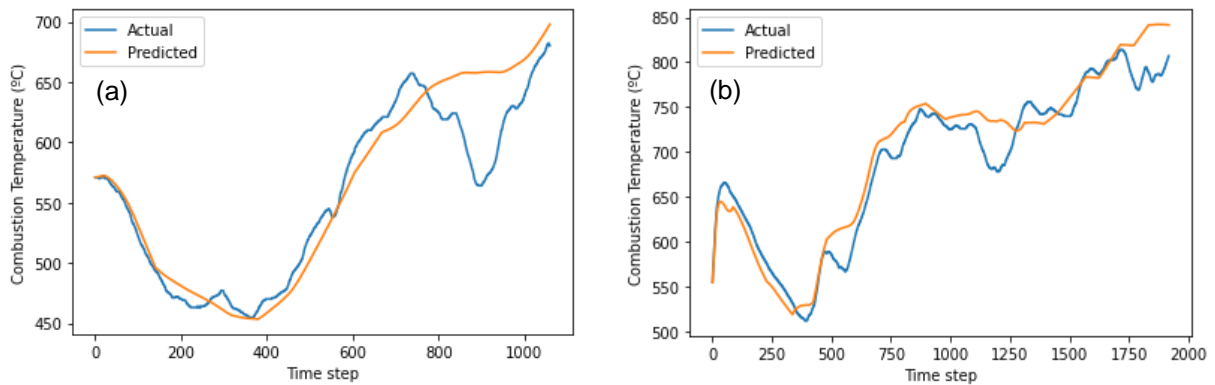 700
650
600
550
500
450
Combustion Temperature (ºC)
Actual
Predicted
(a)
0 200 400 600 800 1000
Time step
850
800
750
700
650
600
550
500
Combustion Temperature (ºC)
Actual
Predicted
(b)
0 250 500 750 1000 1250 1500 1750 2000
Time step